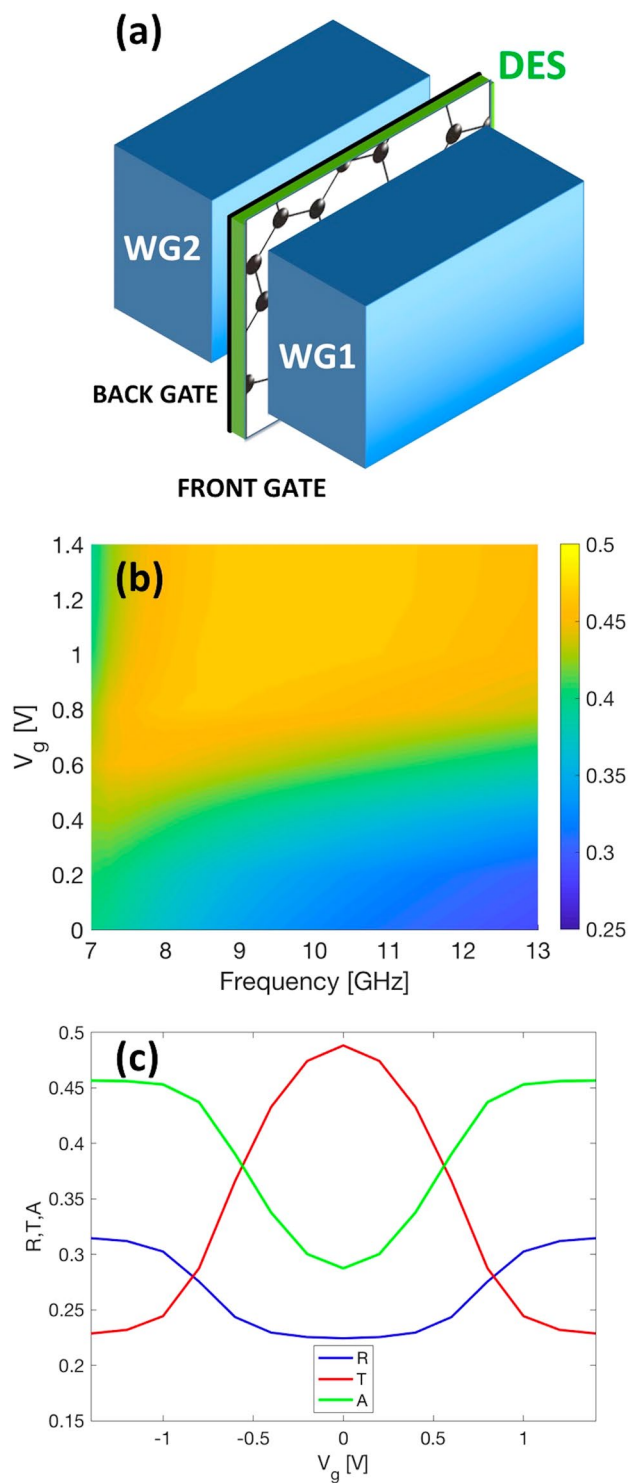 (a)
DES
WG2
WG1
BACK GATE
FRONT GATE
(b)
1.4
1.2
1
0.8
0.6
0.4
0.2
0
V_g [V]
7 8 9 10 11 12 13
Frequency [GHz]
0.5
0.45
0.4
0.35
0.3
0.25
(c)
0.5
0.45
0.4
0.35
0.3
0.25
0.2
0.15
R,T,A
R
T
A
-1 -0.5 0 0.5 1
V_g [V]